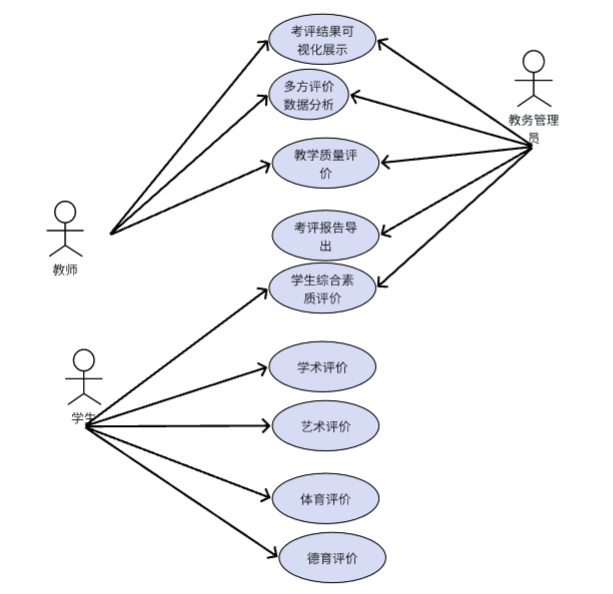 考评结果可
视化展示
多方评价
数据分析
教务管理
员
教学质量评
价
考评报告导
出
教师
学生综合素
质评价
学术评价
学生
艺术评价
体育评价
德育评价